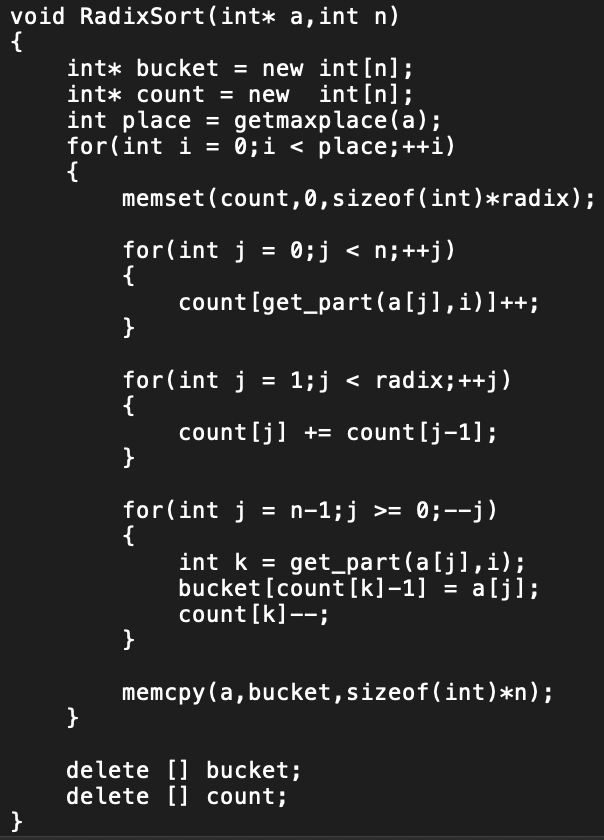 void RadixSort(int* a,int n)
{
    int* bucket = new int[n];
    int* count = new  int[n];
    int place = getmaxplace(a);
    for(int i = 0;i < place;++i)
    {
        memset(count,0,sizeof(int)*radix);

        for(int j = 0;j < n;++j)
        {
            count[get_part(a[j],i)]++;
        }

        for(int j = 1;j < radix;++j)
        {
            count[j] += count[j-1];
        }

        for(int j = n-1;j >= 0;--j)
        {
            int k = get_part(a[j],i);
            bucket[count[k]-1] = a[j];
            count[k]--;
        }

        memcpy(a,bucket,sizeof(int)*n);
    }

    delete [] bucket;
    delete [] count;
}